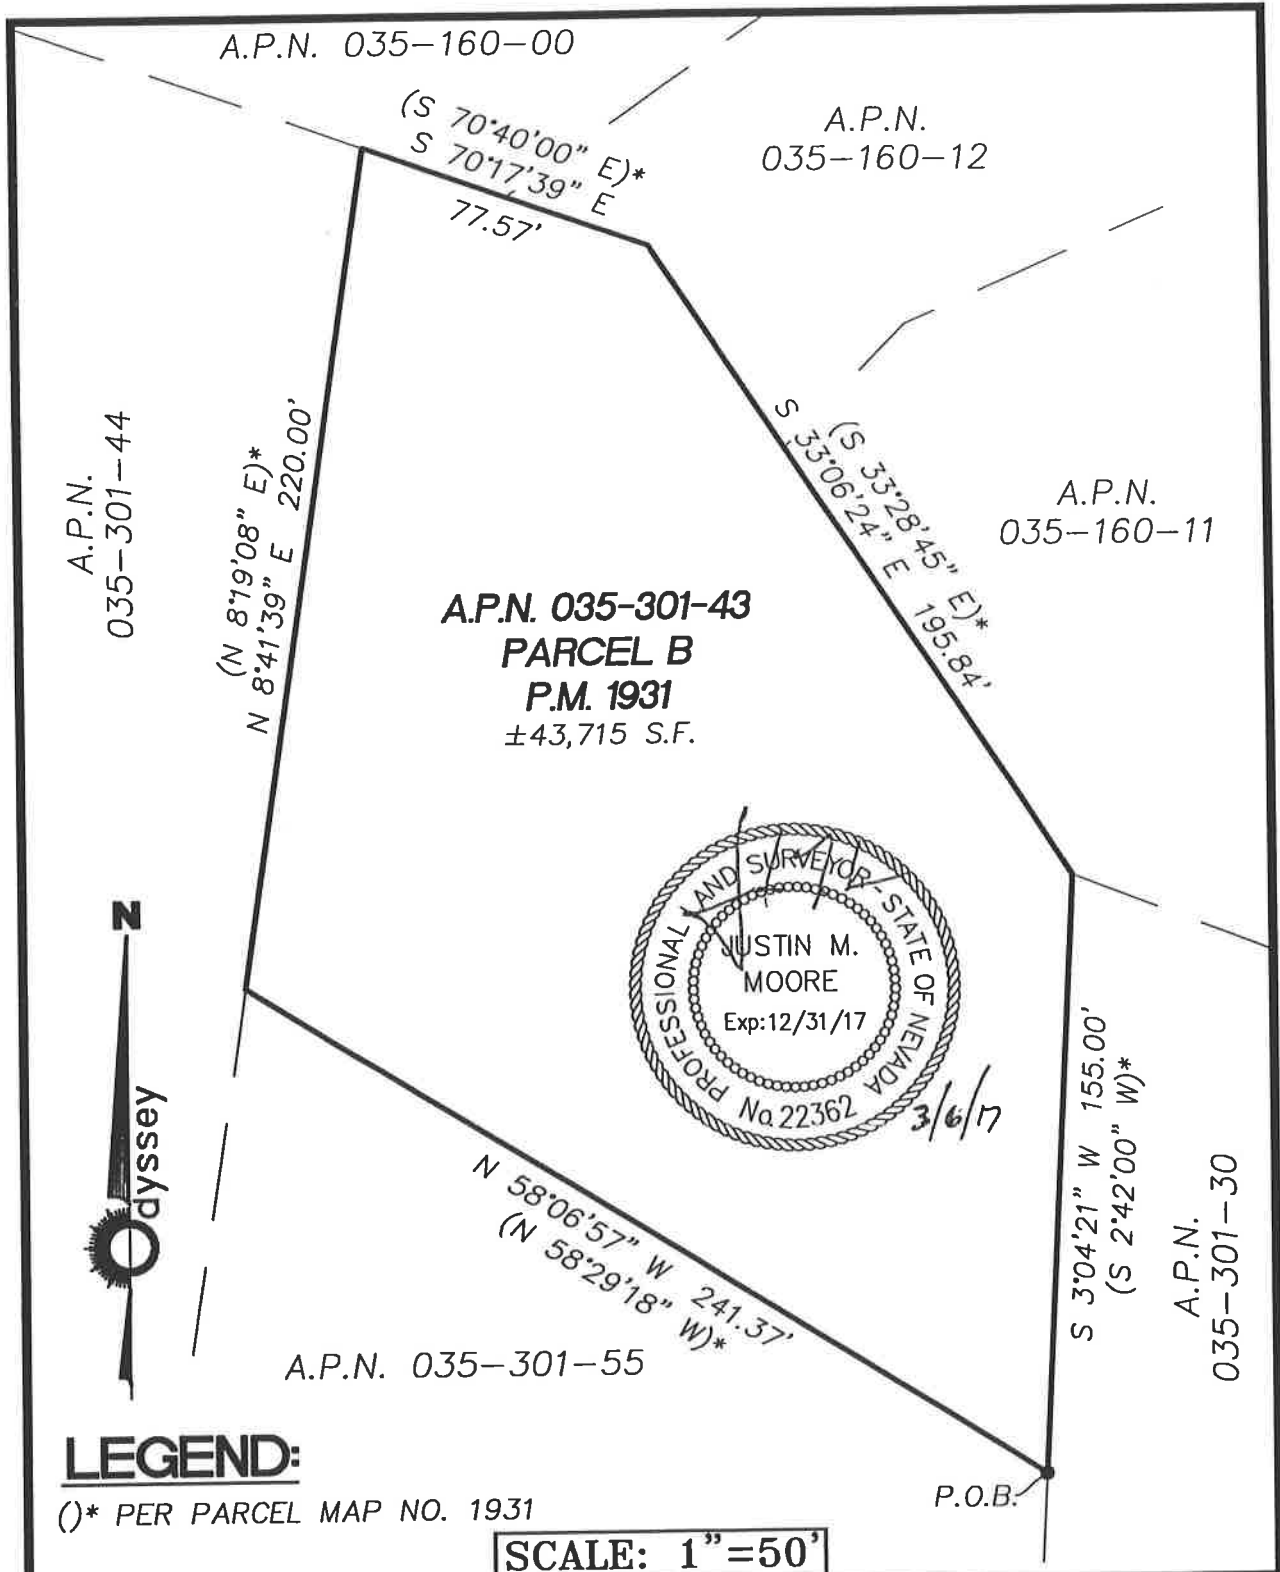 A.P.N. 035-160-00
(S 70°40'00" E)*
S 70°17'39" E
77.57'
A.P.N.
035-160-12
A.P.N.
035-301-44
(N 8°19'08" E)*
N 8°41'39" E 220.00'
(S 33°28'45" E)*
S 33°06'24" E 195.84'
A.P.N.
035-160-11
A.P.N. 035-301-43
PARCEL B
P.M. 1931
±43,715 S.F.
PROFESSIONAL LAND SURVEYOR - STATE OF NEVADA
JUSTIN M.
MOORE
Exp:12/31/17
No. 22362
3/6/17
N
Odyssey
N 58°06'57" W 241.37'
(N 58°29'18" W)*
S 3°04'21" W 155.00'
(S 2°42'00" W)*
A.P.N.
035-301-30
A.P.N. 035-301-55
P.O.B.
LEGEND:
()* PER PARCEL MAP NO. 1931
SCALE: 1"=50'